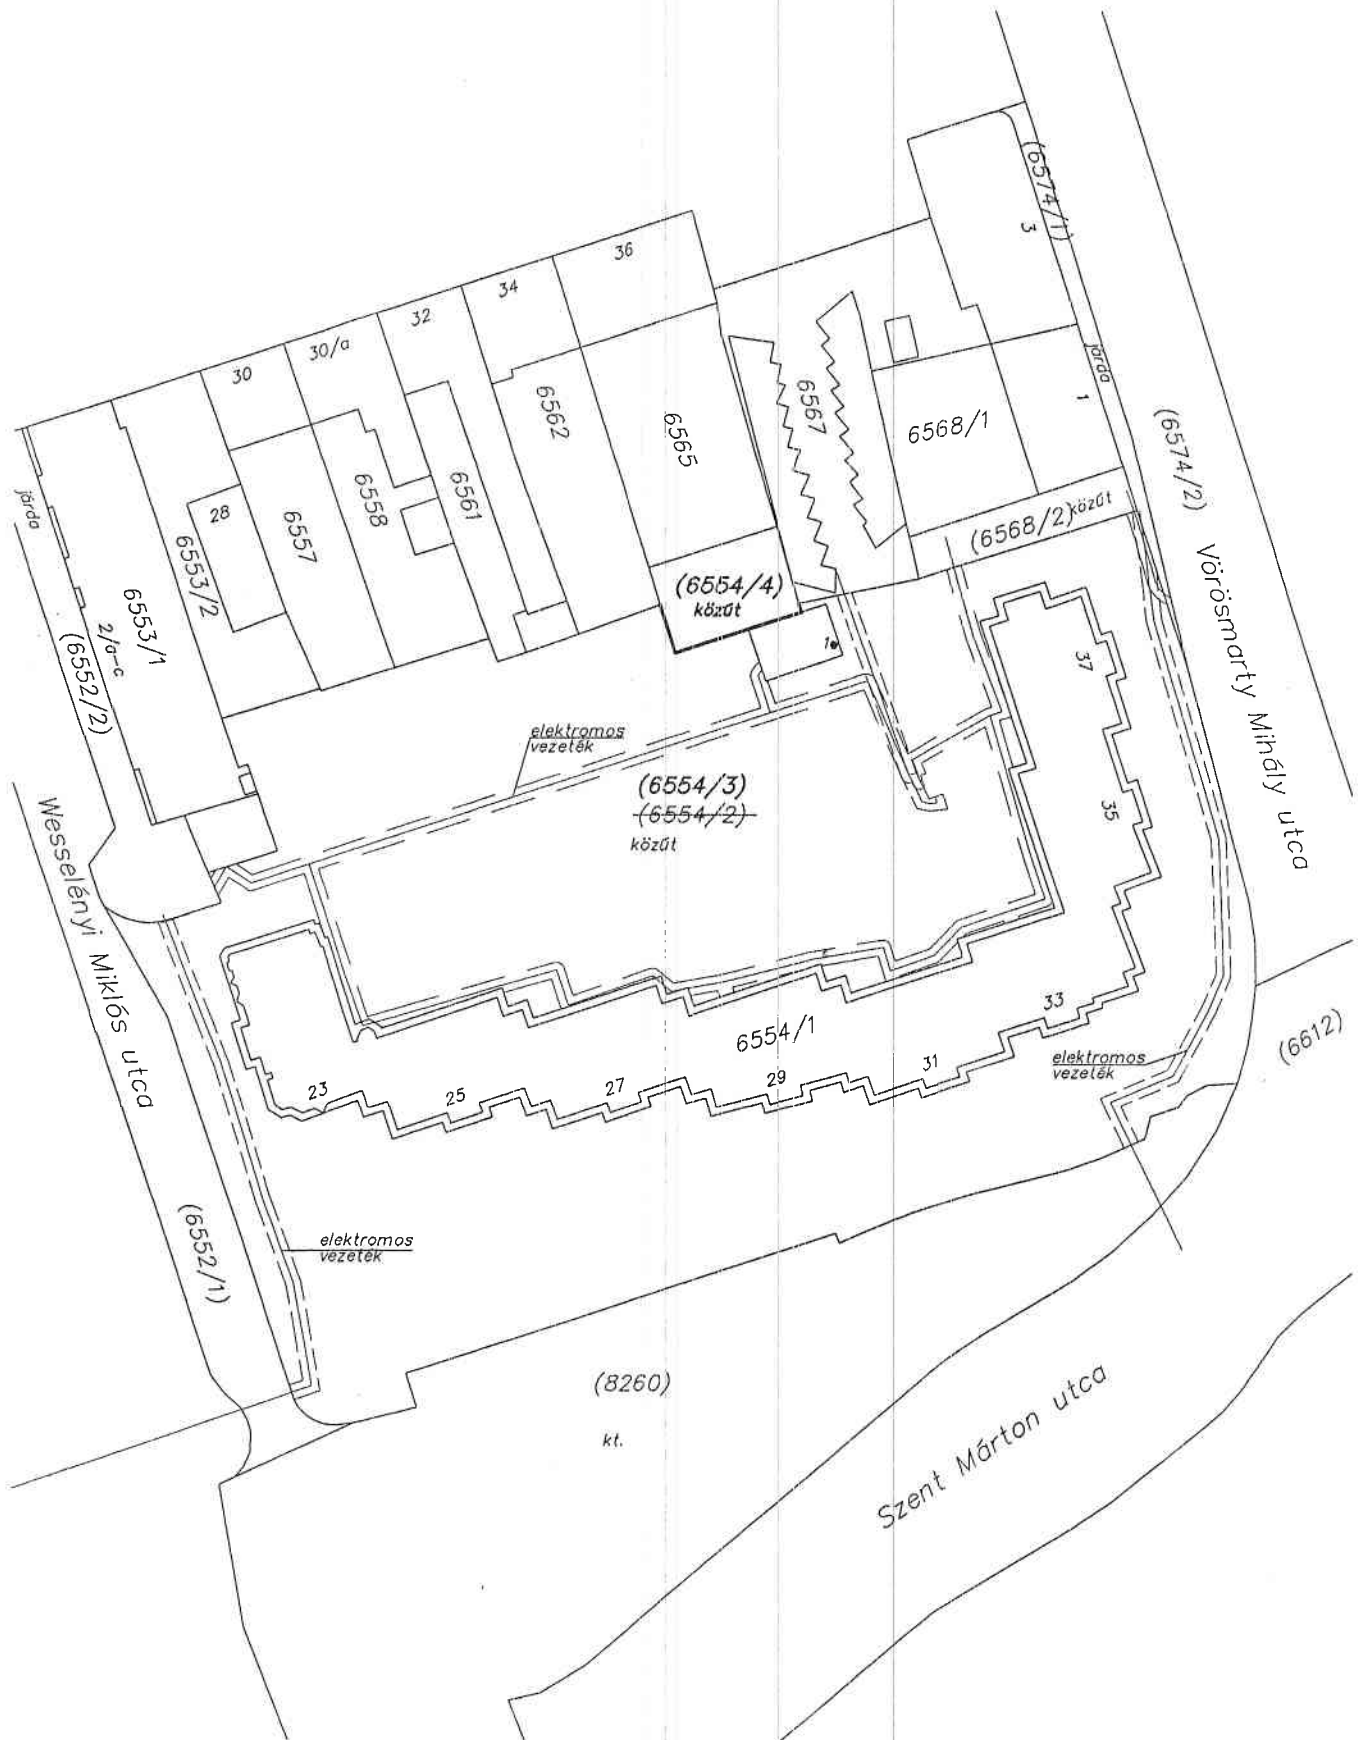 3
(6574/1)
36
34
32
30/a
30
járda
1
6567
6568/1
(6574/2)
6562
6565
járda
28
6557
6558
6561
6553/2
(6568/2) közút
6553/1
2/a-c
(6552/2)
(6554/4)
közút
1
37
Vörösmarty Mihály utca
elektromos
vezeték
(6554/3)
(6554/2)
közút
35
Wesselényi Miklós utca
33
6554/1
(6612)
elektromos
vezeték
31
29
27
25
23
(6552/1)
elektromos
vezeték
(8260)
kt.
Szent Márton utca